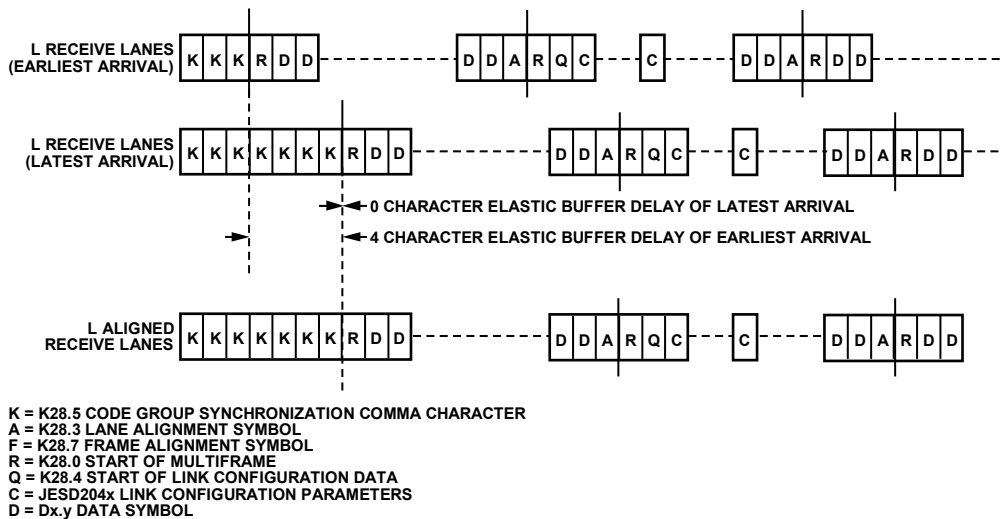 L RECEIVE LANES
(EARLIEST ARRIVAL)
K K K R D D
D D A R Q C
C
D D A R D D
L RECEIVE LANES
(LATEST ARRIVAL)
K K K K K K K R D D
D D A R Q C
C
D D A R D D
0 CHARACTER ELASTIC BUFFER DELAY OF LATEST ARRIVAL
4 CHARACTER ELASTIC BUFFER DELAY OF EARLIEST ARRIVAL
L ALIGNED
RECEIVE LANES
K K K K K K K R D D
D D A R Q C
C
D D A R D D
K = K28.5 CODE GROUP SYNCHRONIZATION COMMA CHARACTER
A = K28.3 LANE ALIGNMENT SYMBOL
F = K28.7 FRAME ALIGNMENT SYMBOL
R = K28.0 START OF MULTIFRAME
Q = K28.4 START OF LINK CONFIGURATION DATA
C = JESD204x LINK CONFIGURATION PARAMETERS
D = Dx.y DATA SYMBOL